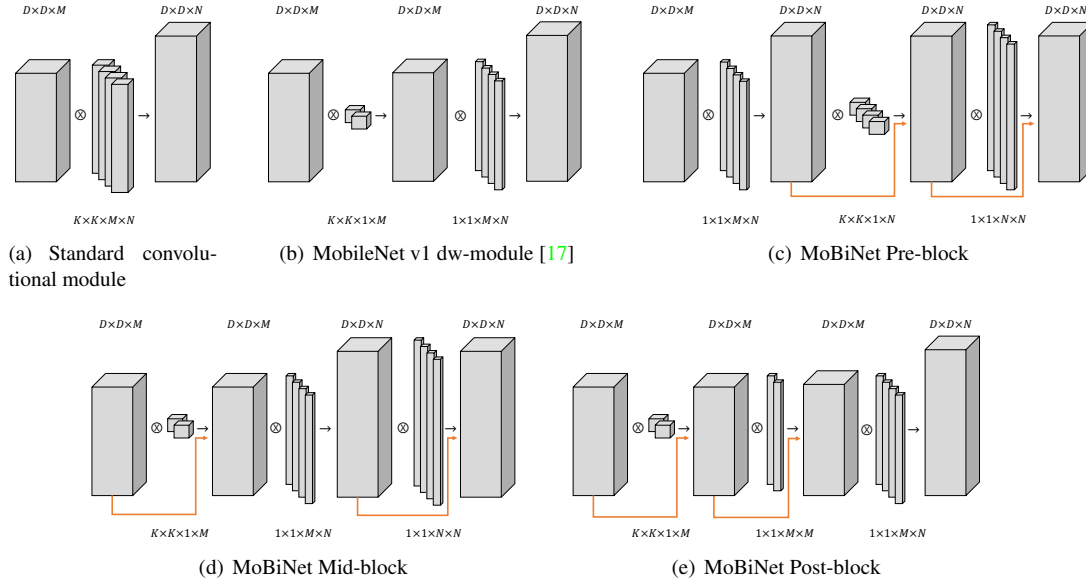 D×D×M
D×D×N
K×K×M×N
(a) Standard convolu-
tional module
D×D×M
D×D×M
D×D×N
K×K×1×M
1×1×M×N
(b) MobileNet v1 dw-module [17]
D×D×M
D×D×N
D×D×N
D×D×N
1×1×M×N
K×K×1×N
1×1×N×N
(c) MoBiNet Pre-block
D×D×M
D×D×M
D×D×N
D×D×N
K×K×1×M
1×1×M×N
1×1×N×N
(d) MoBiNet Mid-block
D×D×M
D×D×M
D×D×M
D×D×N
K×K×1×M
1×1×M×M
1×1×M×N
(e) MoBiNet Post-block